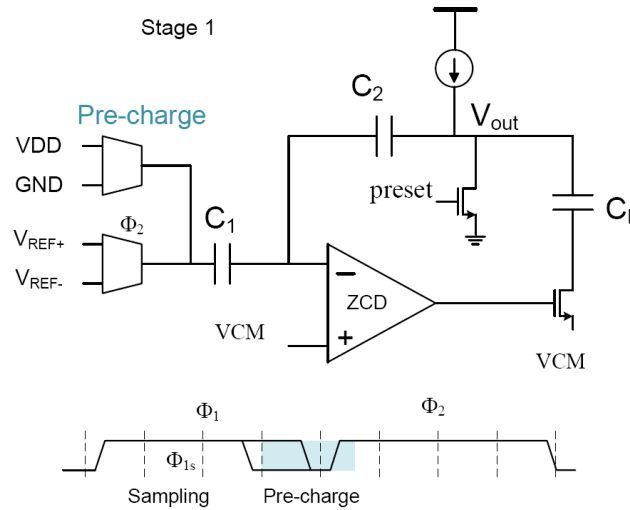 Stage 1
Pre-charge
VDD
GND
Φ2
VREF+
VREF-
C1
C2
Vout
preset
ZCD
VCM
VCM
Φ1
Φ2
Φ1s
Sampling
Pre-charge